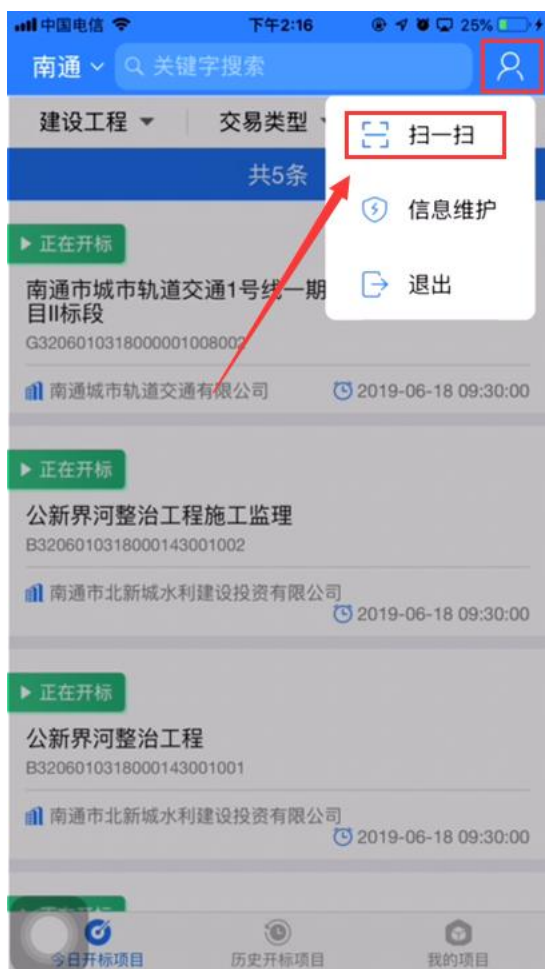 中国电信 下午2:16 25%
南通 关键字搜索
建设工程 交易类型
扫一扫
共5条
信息维护
正在开标
退出
南通市城市轨道交通1号线一期
目II标段
G3206010318000001008002
南通城市轨道交通有限公司 2019-06-18 09:30:00
正在开标
公新界河整治工程施工监理
B3206010318000143001002
南通市北新城水利建设投资有限公司
2019-06-18 09:30:00
正在开标
公新界河整治工程
B3206010318000143001001
南通市北新城水利建设投资有限公司
2019-06-18 09:30:00
今日开标项目 历史开标项目 我的项目